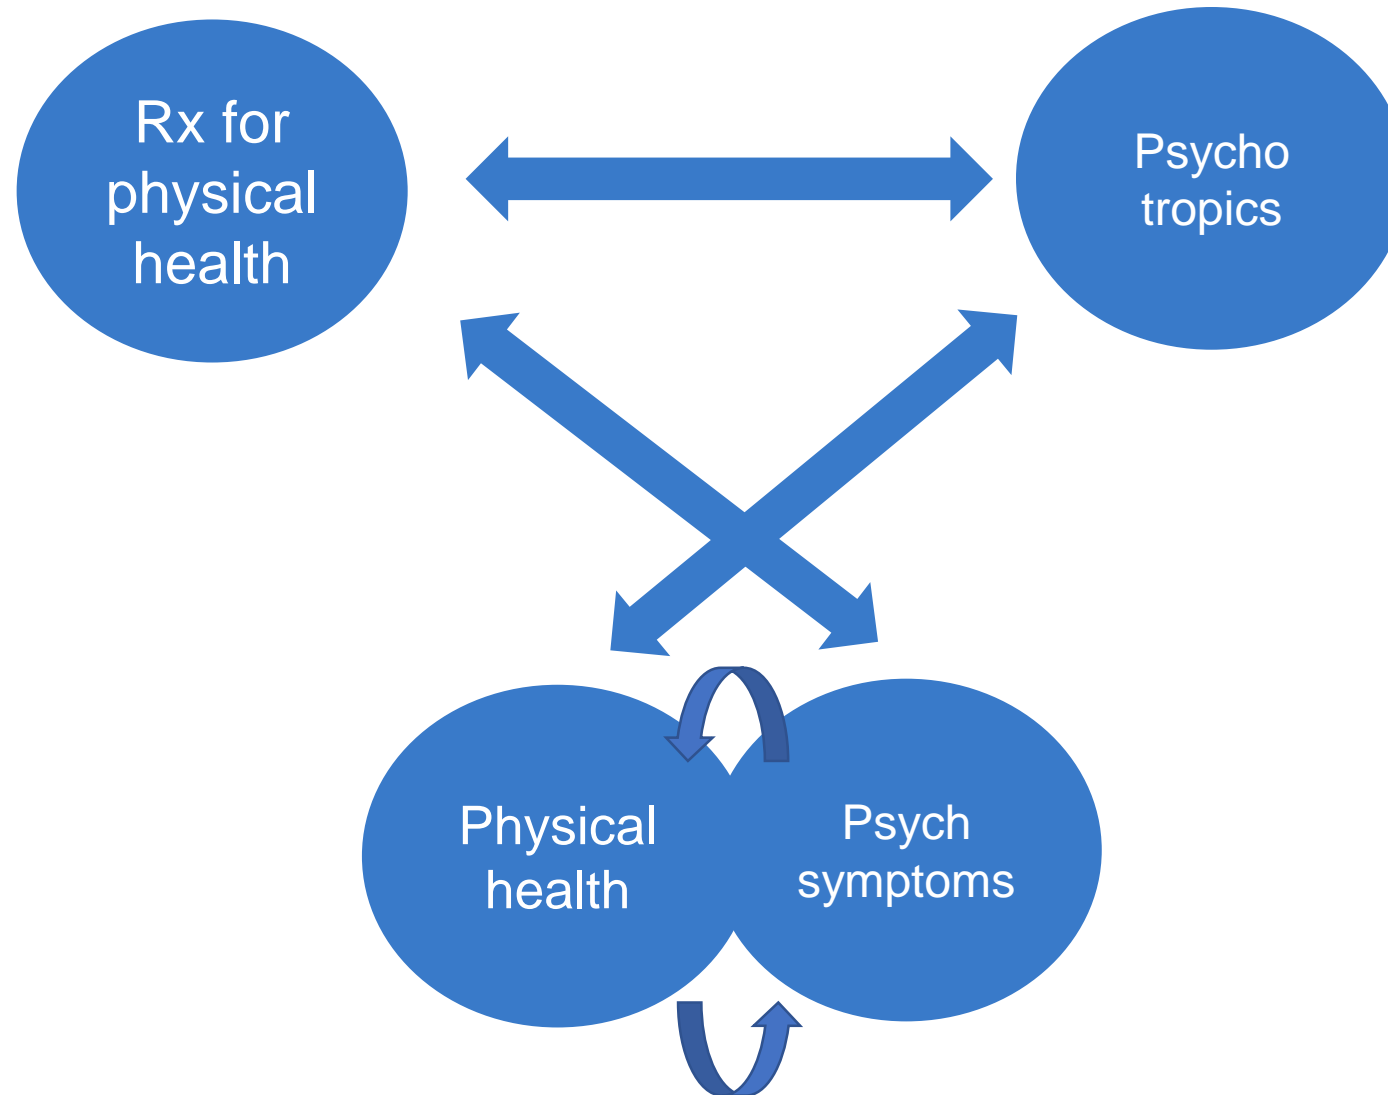 Rx for
physical
health
Psycho
tropics
Physical
health
Psych
symptoms